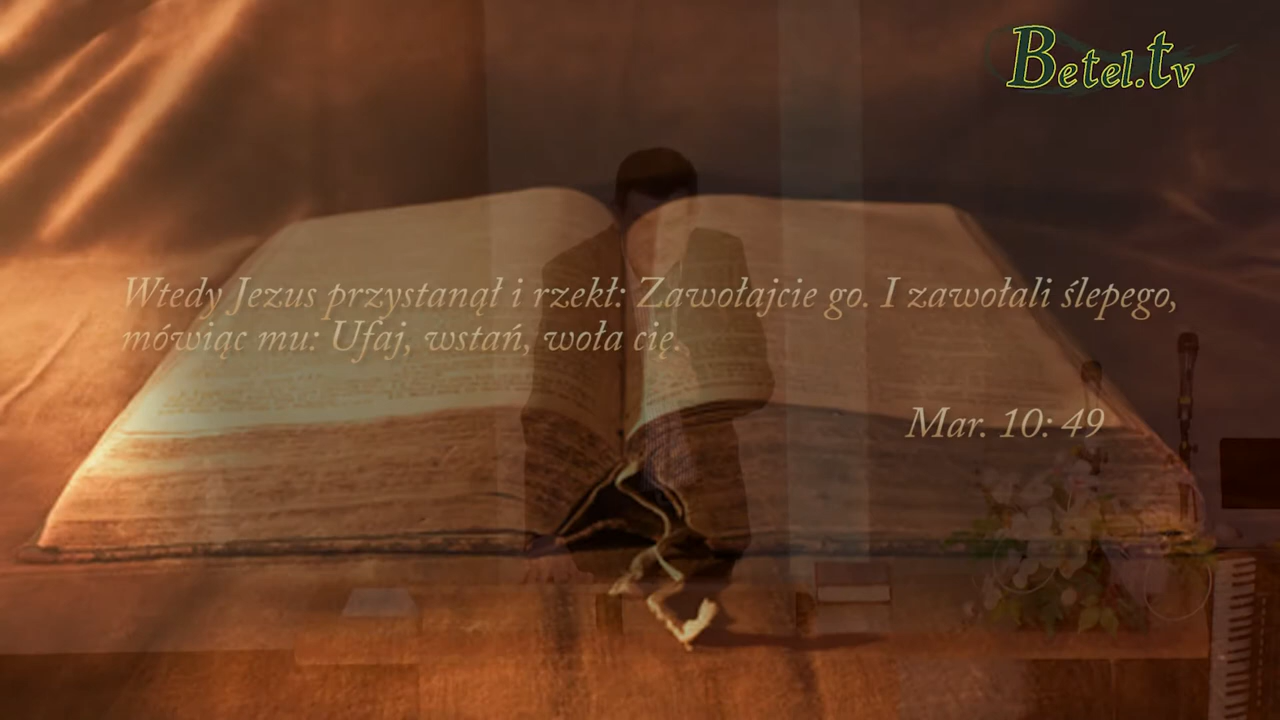 Betel.tv
Wtedy Jezus przystanął i rzekł: Zawołajcie go. I zawołali ślepego,
mówiąc mu: Ufaj, wstań, woła cię.
Mar. 10: 49